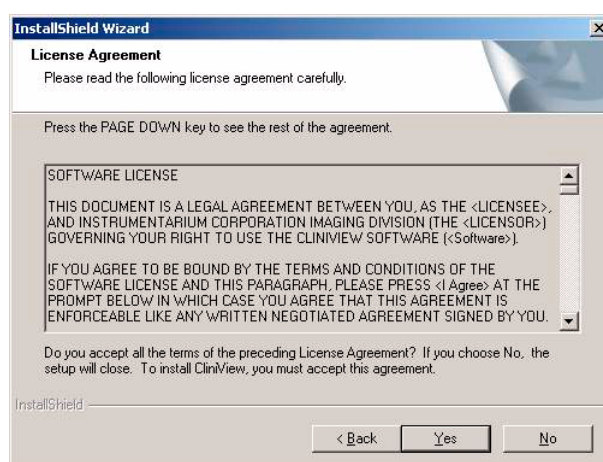 InstallShield Wizard
License Agreement
Please read the following license agreement carefully.
Press the PAGE DOWN key to see the rest of the agreement.
SOFTWARE LICENSE
THIS DOCUMENT IS A LEGAL AGREEMENT BETWEEN YOU, AS THE <LICENSEE>,
AND INSTRUMENTARIUM CORPORATION IMAGING DIVISION (THE <LICENSOR>)
GOVERNING YOUR RIGHT TO USE THE CLINIVIEW SOFTWARE (<Software>).
IF YOU AGREE TO BE BOUND BY THE TERMS AND CONDITIONS OF THE
SOFTWARE LICENSE AND THIS PARAGRAPH, PLEASE PRESS <I Agree> AT THE
PROMPT BELOW IN WHICH CASE YOU AGREE THAT THIS AGREEMENT IS
ENFORCEABLE LIKE ANY WRITTEN NEGOTIATED AGREEMENT SIGNED BY YOU.
Do you accept all the terms of the preceding License Agreement? If you choose No, the
setup will close. To install CliniView, you must accept this agreement.
InstallShield
< Back Yes No